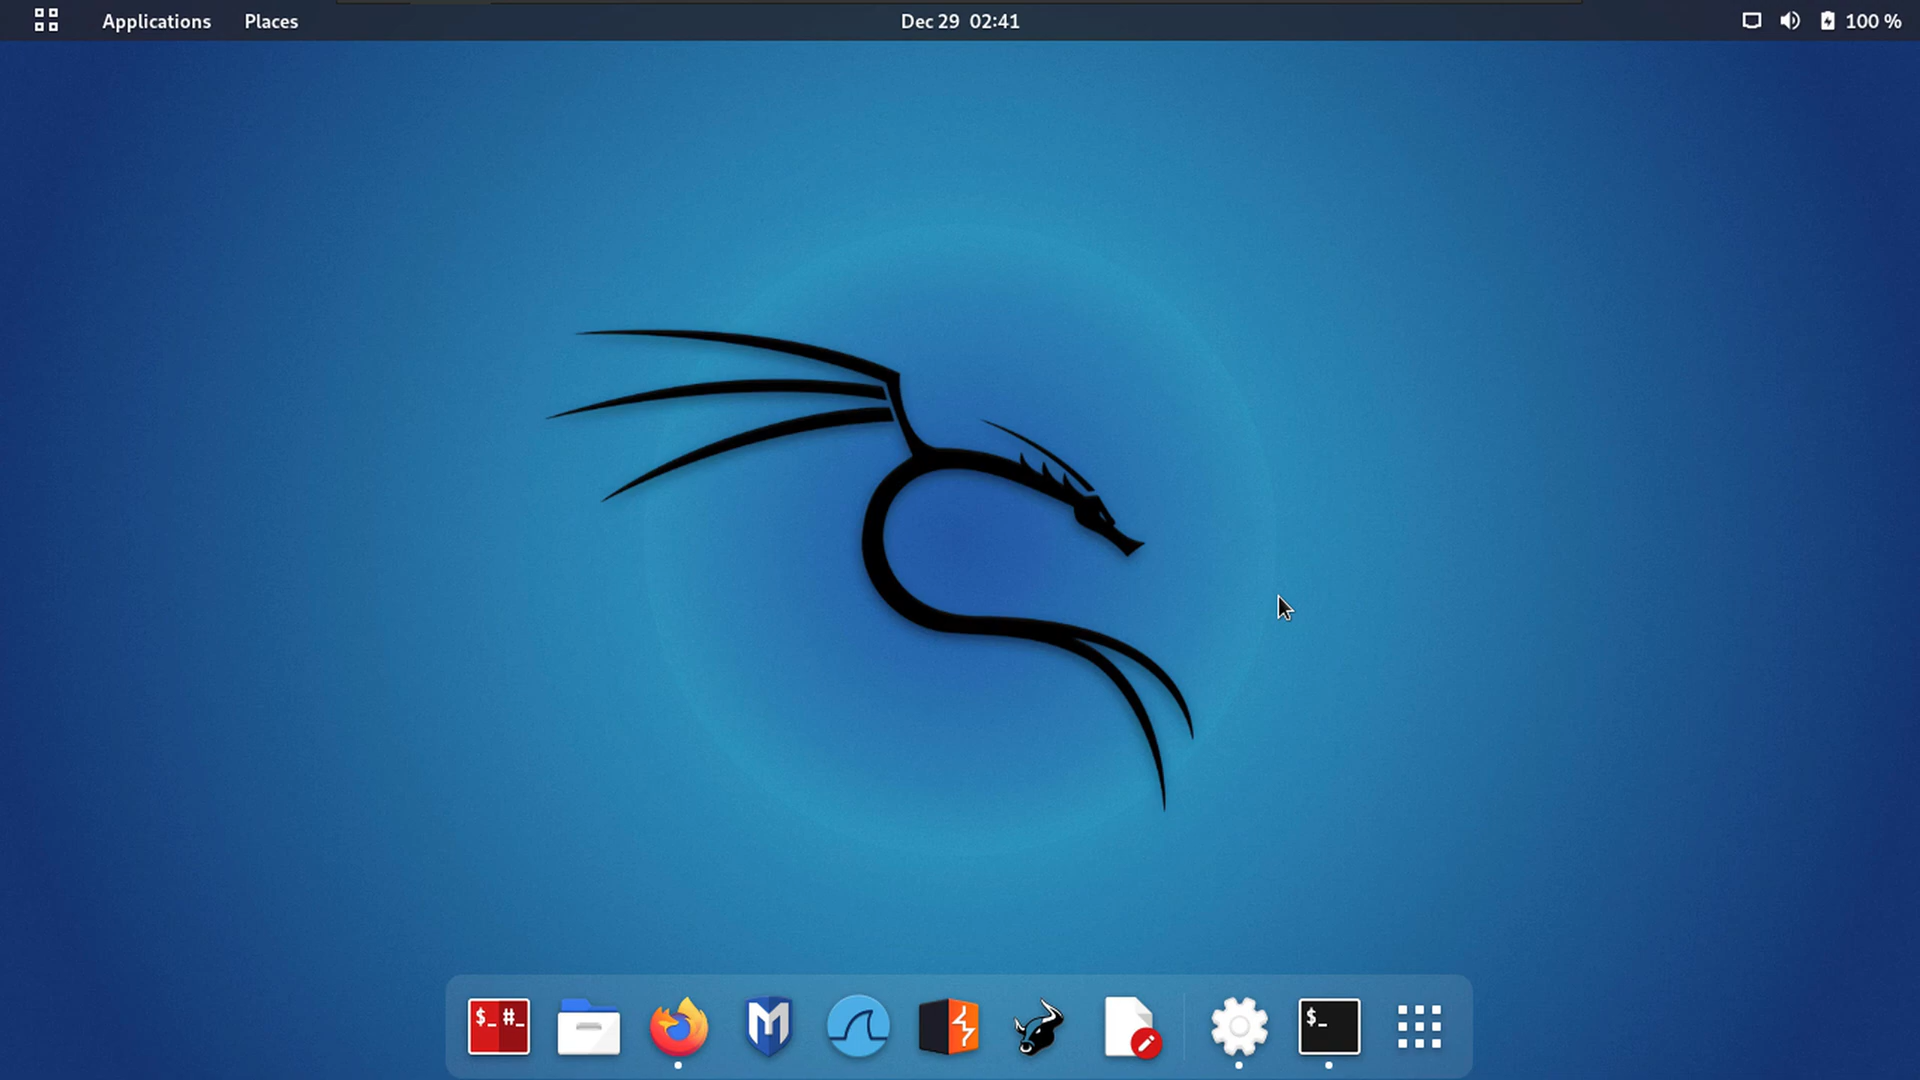 Applications Places Dec 29 02:41 100 %
$_ #_ $_